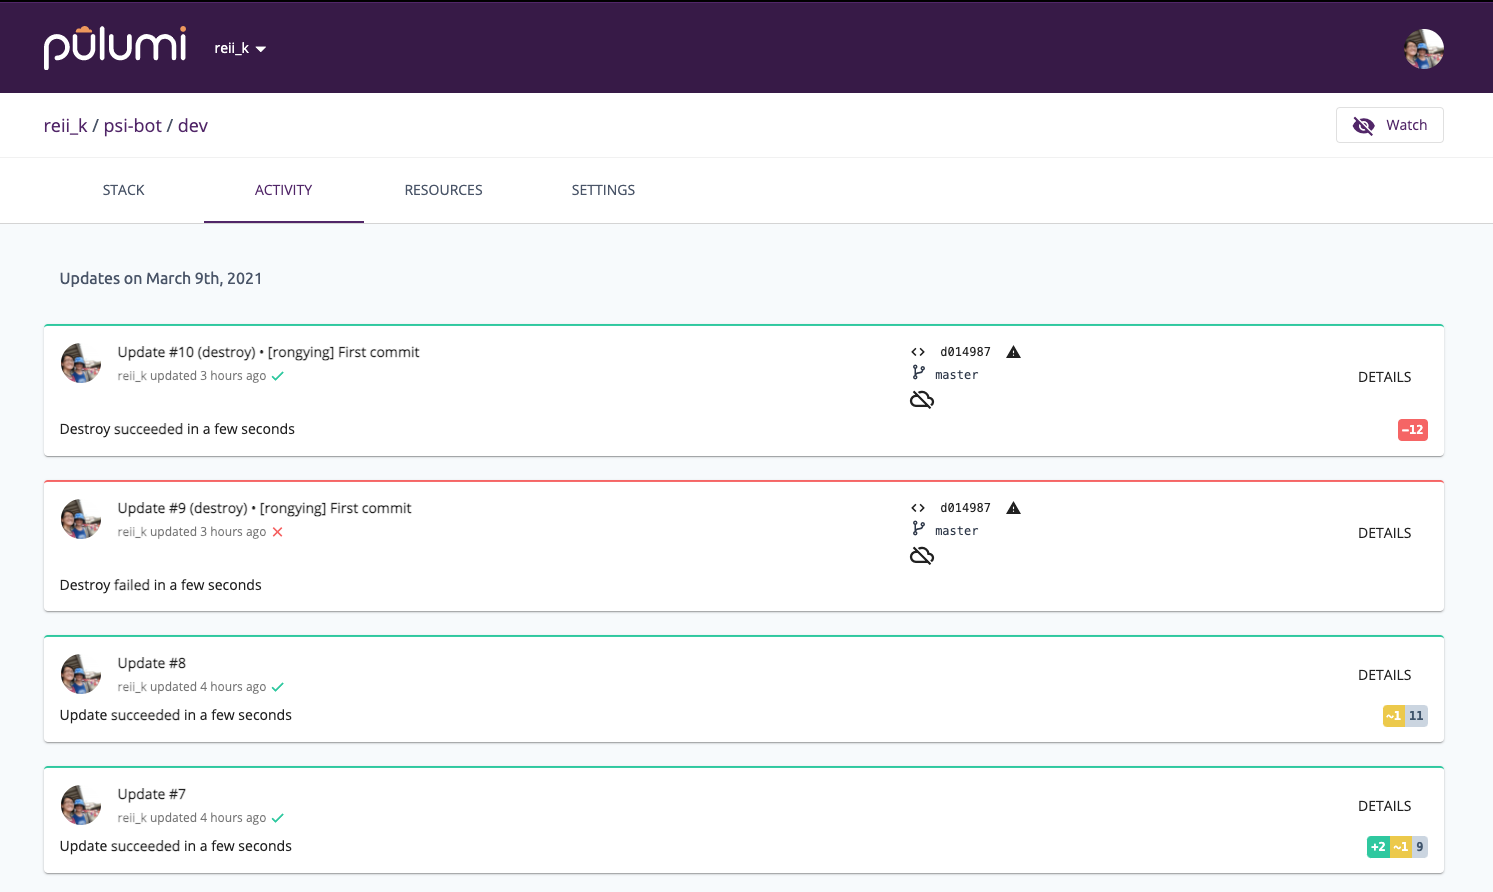 pulumi
reii_k
reii_k / psi-bot / dev
Watch
STACK
ACTIVITY
RESOURCES
SETTINGS
Updates on March 9th, 2021
Update #10 (destroy) • [rongying] First commit
reii_k updated 3 hours ago
d014987
master
DETAILS
Destroy succeeded in a few seconds
−12
Update #9 (destroy) • [rongying] First commit
reii_k updated 3 hours ago
d014987
master
DETAILS
Destroy failed in a few seconds
Update #8
reii_k updated 4 hours ago
DETAILS
Update succeeded in a few seconds
~1 11
Update #7
reii_k updated 4 hours ago
DETAILS
Update succeeded in a few seconds
+2 ~1 9